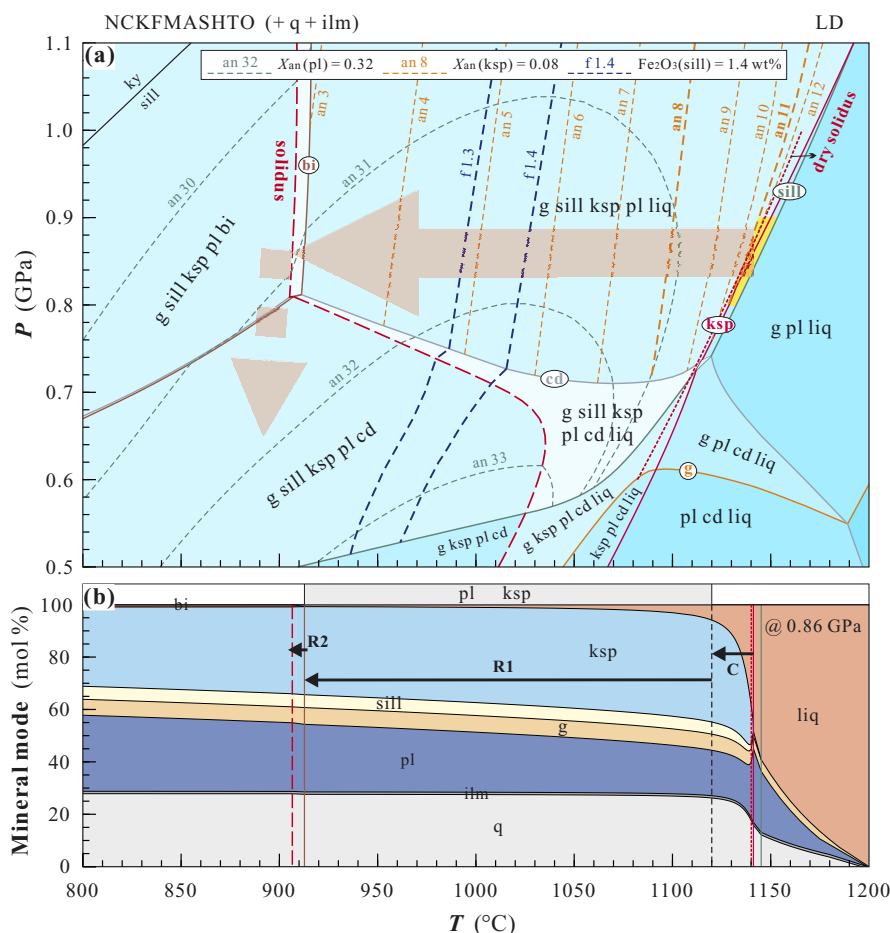 NCKFMASHTO (+ q + ilm) LD
(a)
an 32 Xan(pl) = 0.32 an 8 Xan(ksp) = 0.08 f 1.4 Fe2O3(sill) = 1.4 wt%
1.1
1.0
0.9
0.8
0.7
0.6
0.5
P (GPa)
ky
sill
an 30
an 31
an 32
an 33
solidus
bi
an 3
an 4
f 1.3
an 5
f 1.4
an 6
an 7
an 8
an 9
an 10
an 11
an 12
dry solidus
sill
g sill ksp pl liq
g sill ksp pl bi
ksp
g pl liq
cd
g sill ksp
pl cd liq
g sill ksp pl cd
g pl cd liq
g
g ksp pl cd
g ksp pl cd liq
ksp pl cd liq
pl cd liq
(b)
pl ksp
bi
@ 0.86 GPa
R2
ksp
C
R1
sill
g
liq
pl
ilm
q
100
80
60
40
20
0
Mineral mode (mol %)
800 850 900 950 1000 1050 1100 1150 1200
T (°C)